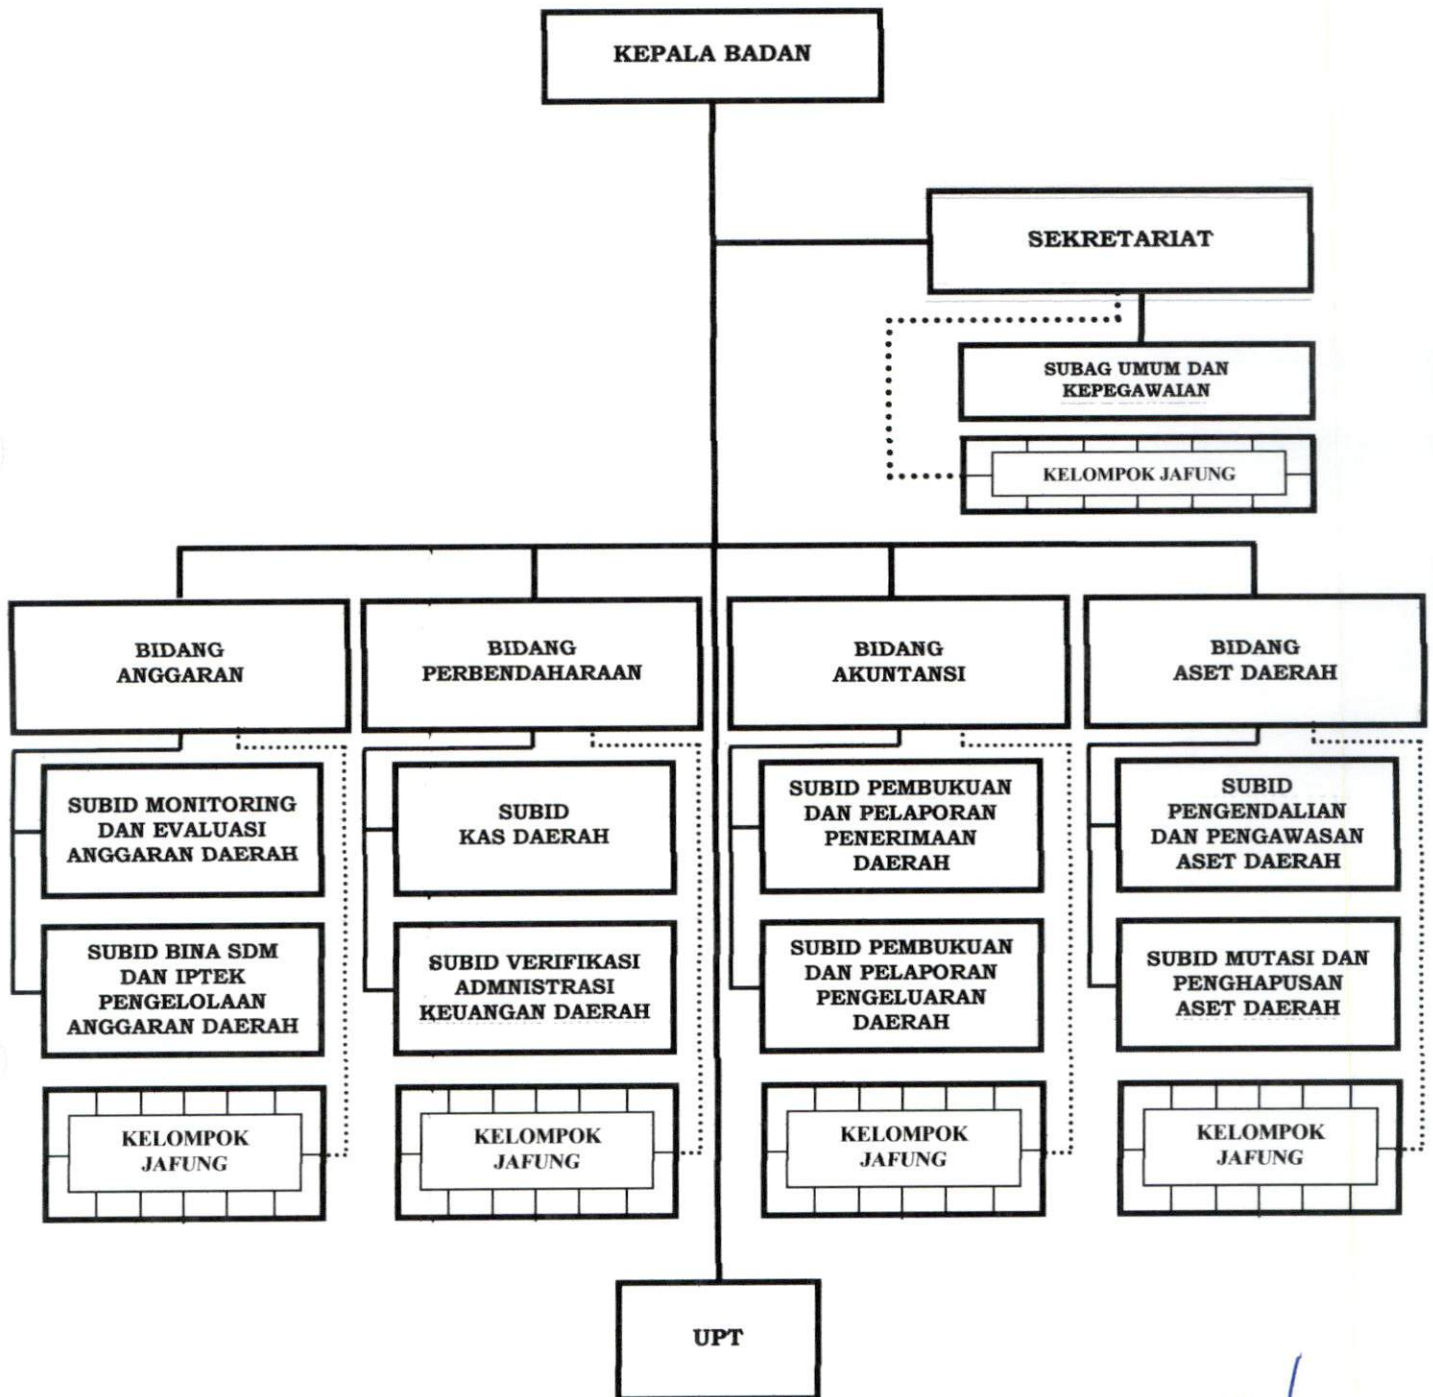 KEPALA BADAN
SEKRETARIAT
SUBAG UMUM DAN
KEPEGAWAIAN
KELOMPOK JAFUNG
BIDANG
ANGGARAN
BIDANG
PERBENDAHARAAN
BIDANG
AKUNTANSI
BIDANG
ASET DAERAH
SUBID MONITORING
DAN EVALUASI
ANGGARAN DAERAH
SUBID
KAS DAERAH
SUBID PEMBUKUAN
DAN PELAPORAN
PENERIMAAN
DAERAH
SUBID
PENGENDALIAN
DAN PENGAWASAN
ASET DAERAH
SUBID BINA SDM
DAN IPTEK
PENGELOLAAN
ANGGARAN DAERAH
SUBID VERIFIKASI
ADMNISTRASI
KEUANGAN DAERAH
SUBID PEMBUKUAN
DAN PELAPORAN
PENGELUARAN
DAERAH
SUBID MUTASI DAN
PENGHAPUSAN
ASET DAERAH
KELOMPOK
JAFUNG
KELOMPOK
JAFUNG
KELOMPOK
JAFUNG
KELOMPOK
JAFUNG
UPT